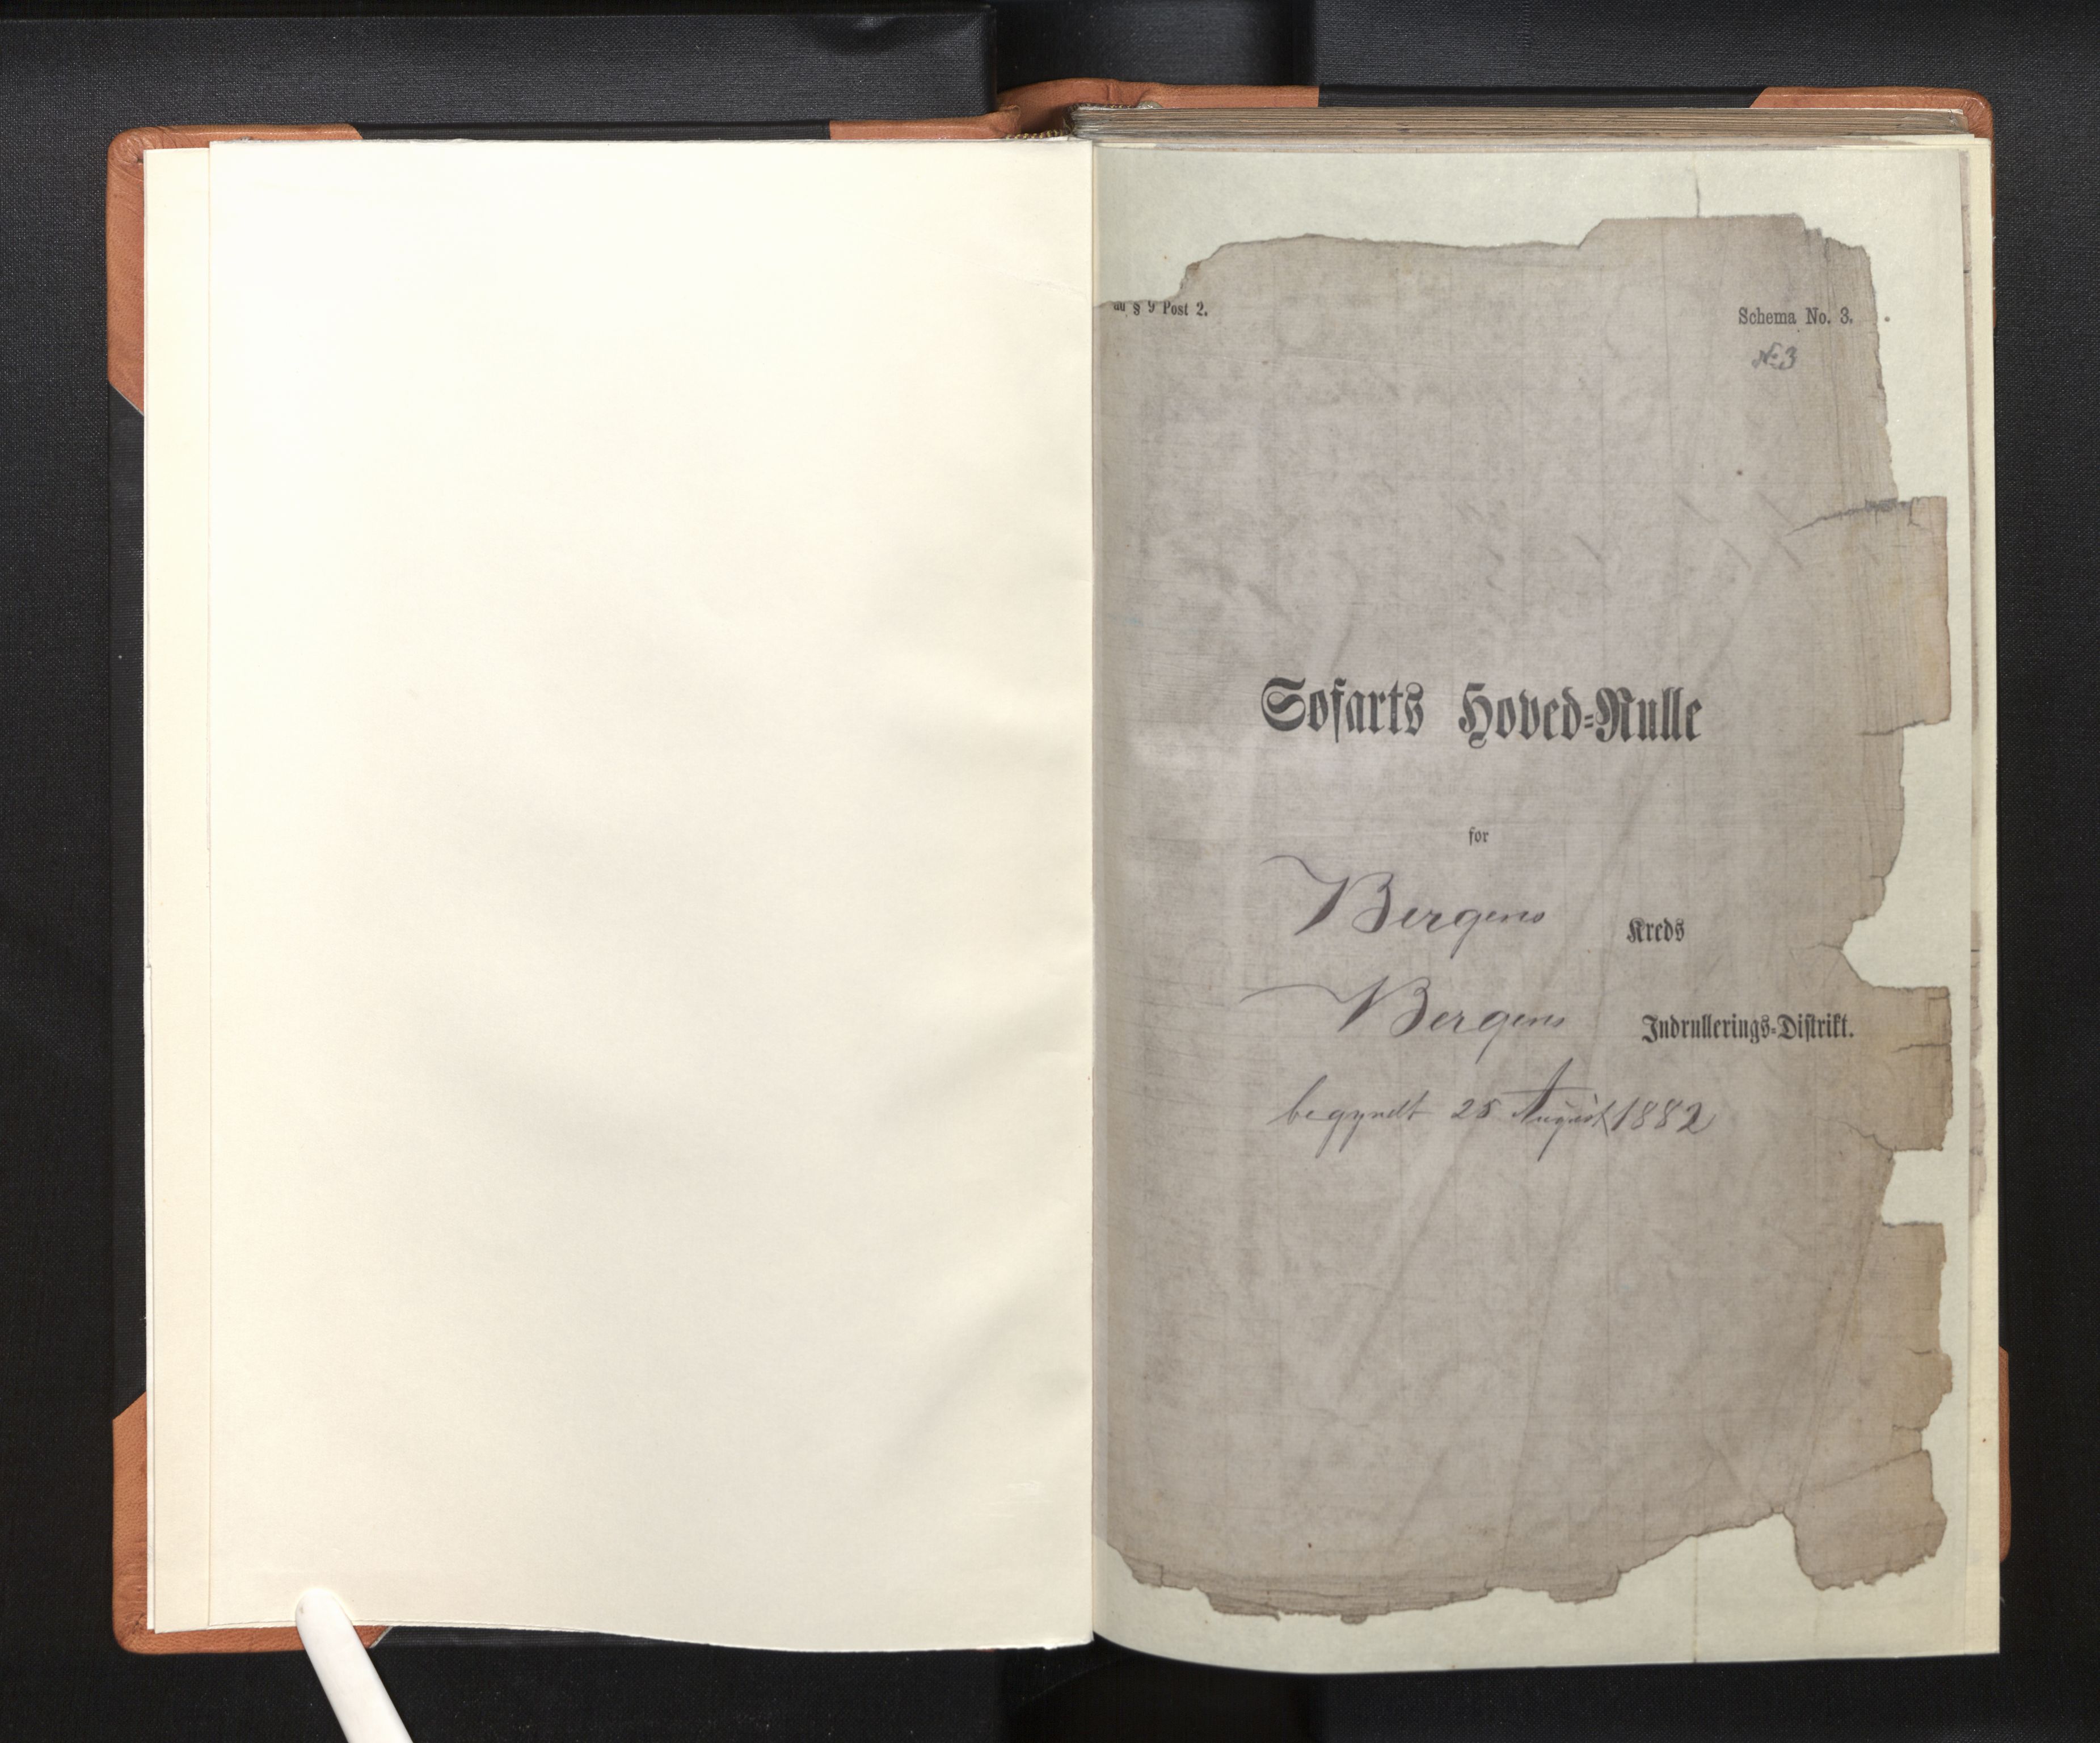 ad § 9 Post 2.
Schema No. 3.
№ 3
Søfarts Hoved-Rulle
for
Bergens Kreds
Bergens Indrullerings-Distrikt.
begyndt 25 August 1882